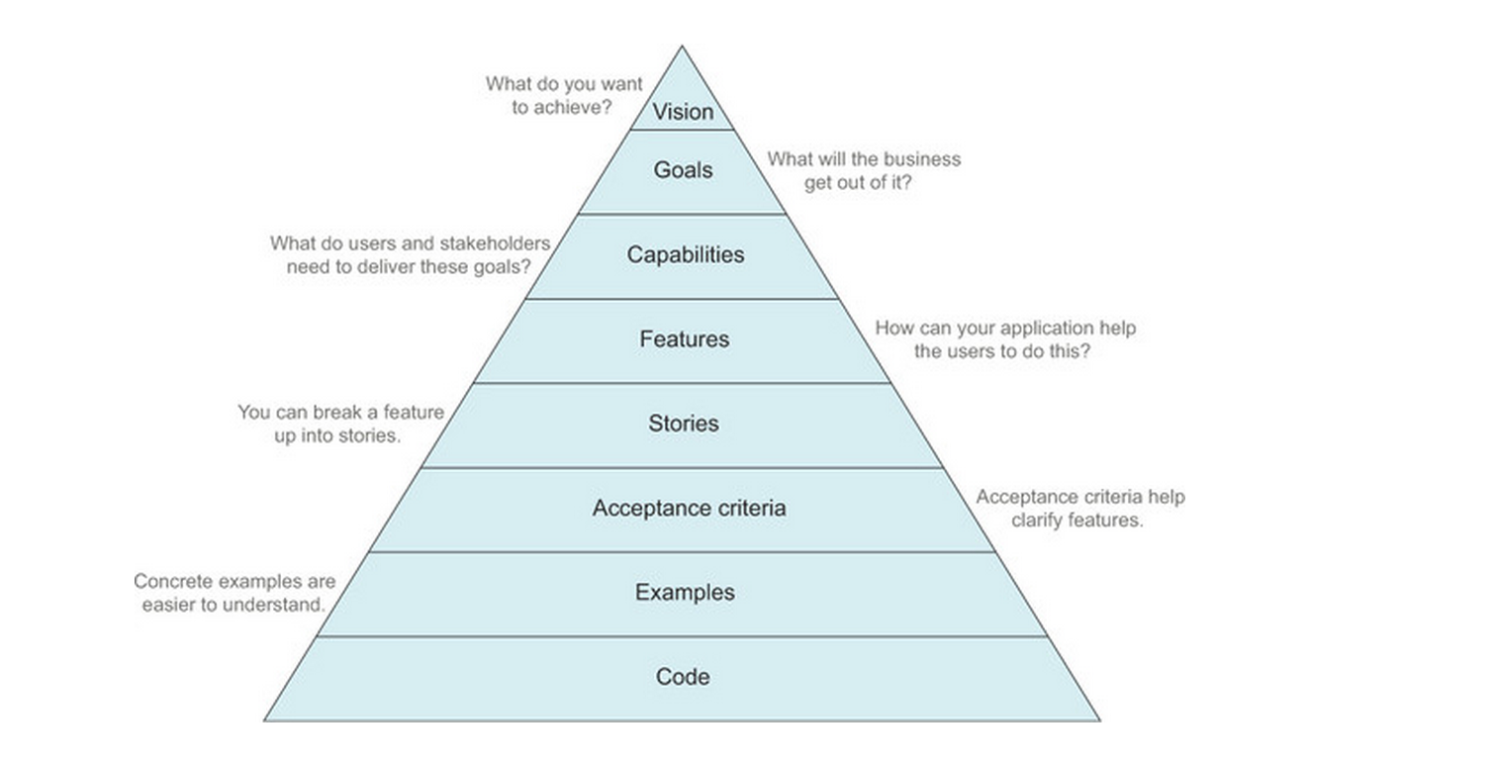 What do you want
to achieve?
Vision
Goals
What will the business
get out of it?
What do users and stakeholders
need to deliver these goals?
Capabilities
Features
How can your application help
the users to do this?
You can break a feature
up into stories.
Stories
Acceptance criteria
Acceptance criteria help
clarify features.
Concrete examples are
easier to understand.
Examples
Code